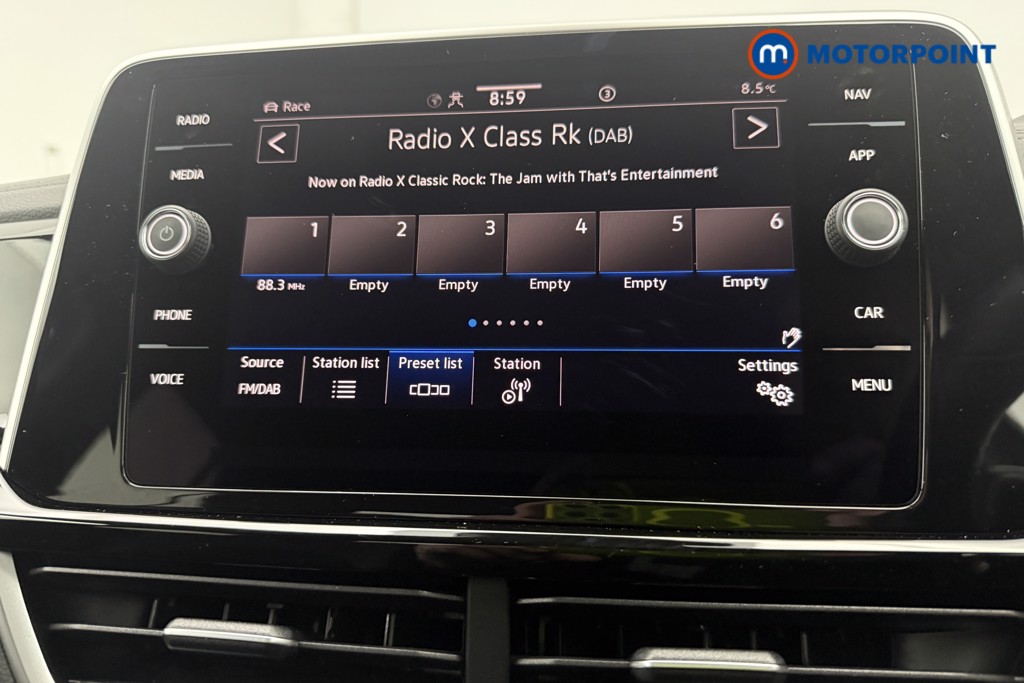 m MOTORPOINT
RADIO
MEDIA
PHONE
VOICE
Race 8:59 3 8.5°C
< Radio X Class Rk (DAB) >
Now on Radio X Classic Rock: The Jam with That's Entertainment
1 2 3 4 5 6
88.3 MHz Empty Empty Empty Empty Empty
Source Station list Preset list Station Settings
FM/DAB
NAV
APP
CAR
MENU